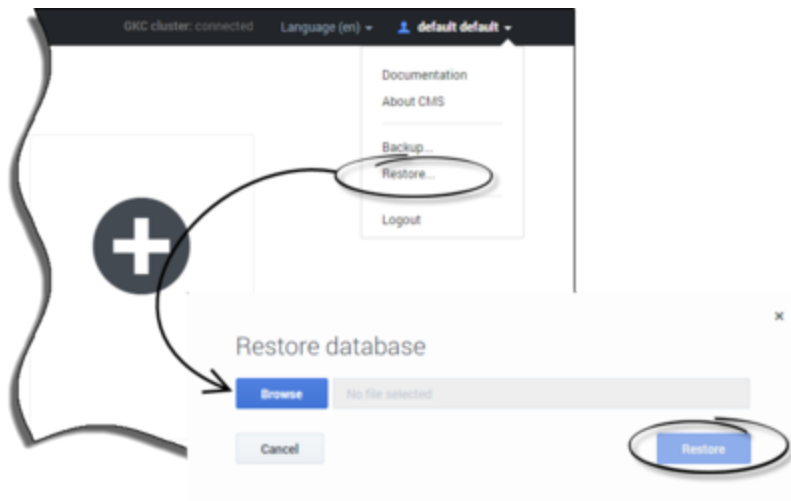 GKC cluster: connected Language (en) default default
Documentation
About CMS
Backup...
Restore...
Logout
Restore database
Browse No file selected
Cancel Restore